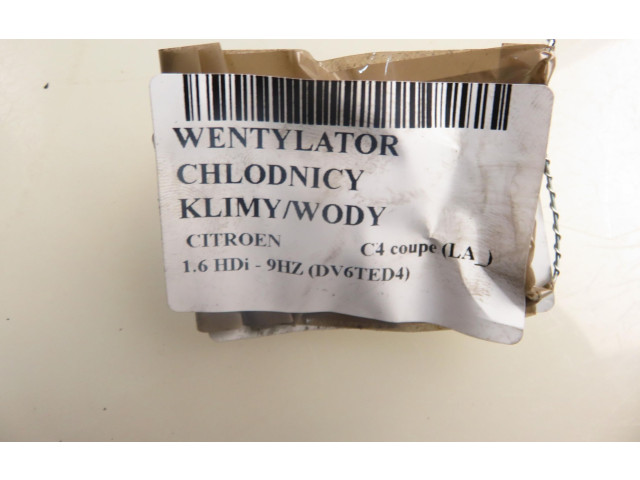 WENTYLATOR
CHLODNICY
KLIMY/WODY
CITROEN C4 coupe (LA_)
1.6 HDi - 9HZ (DV6TED4)